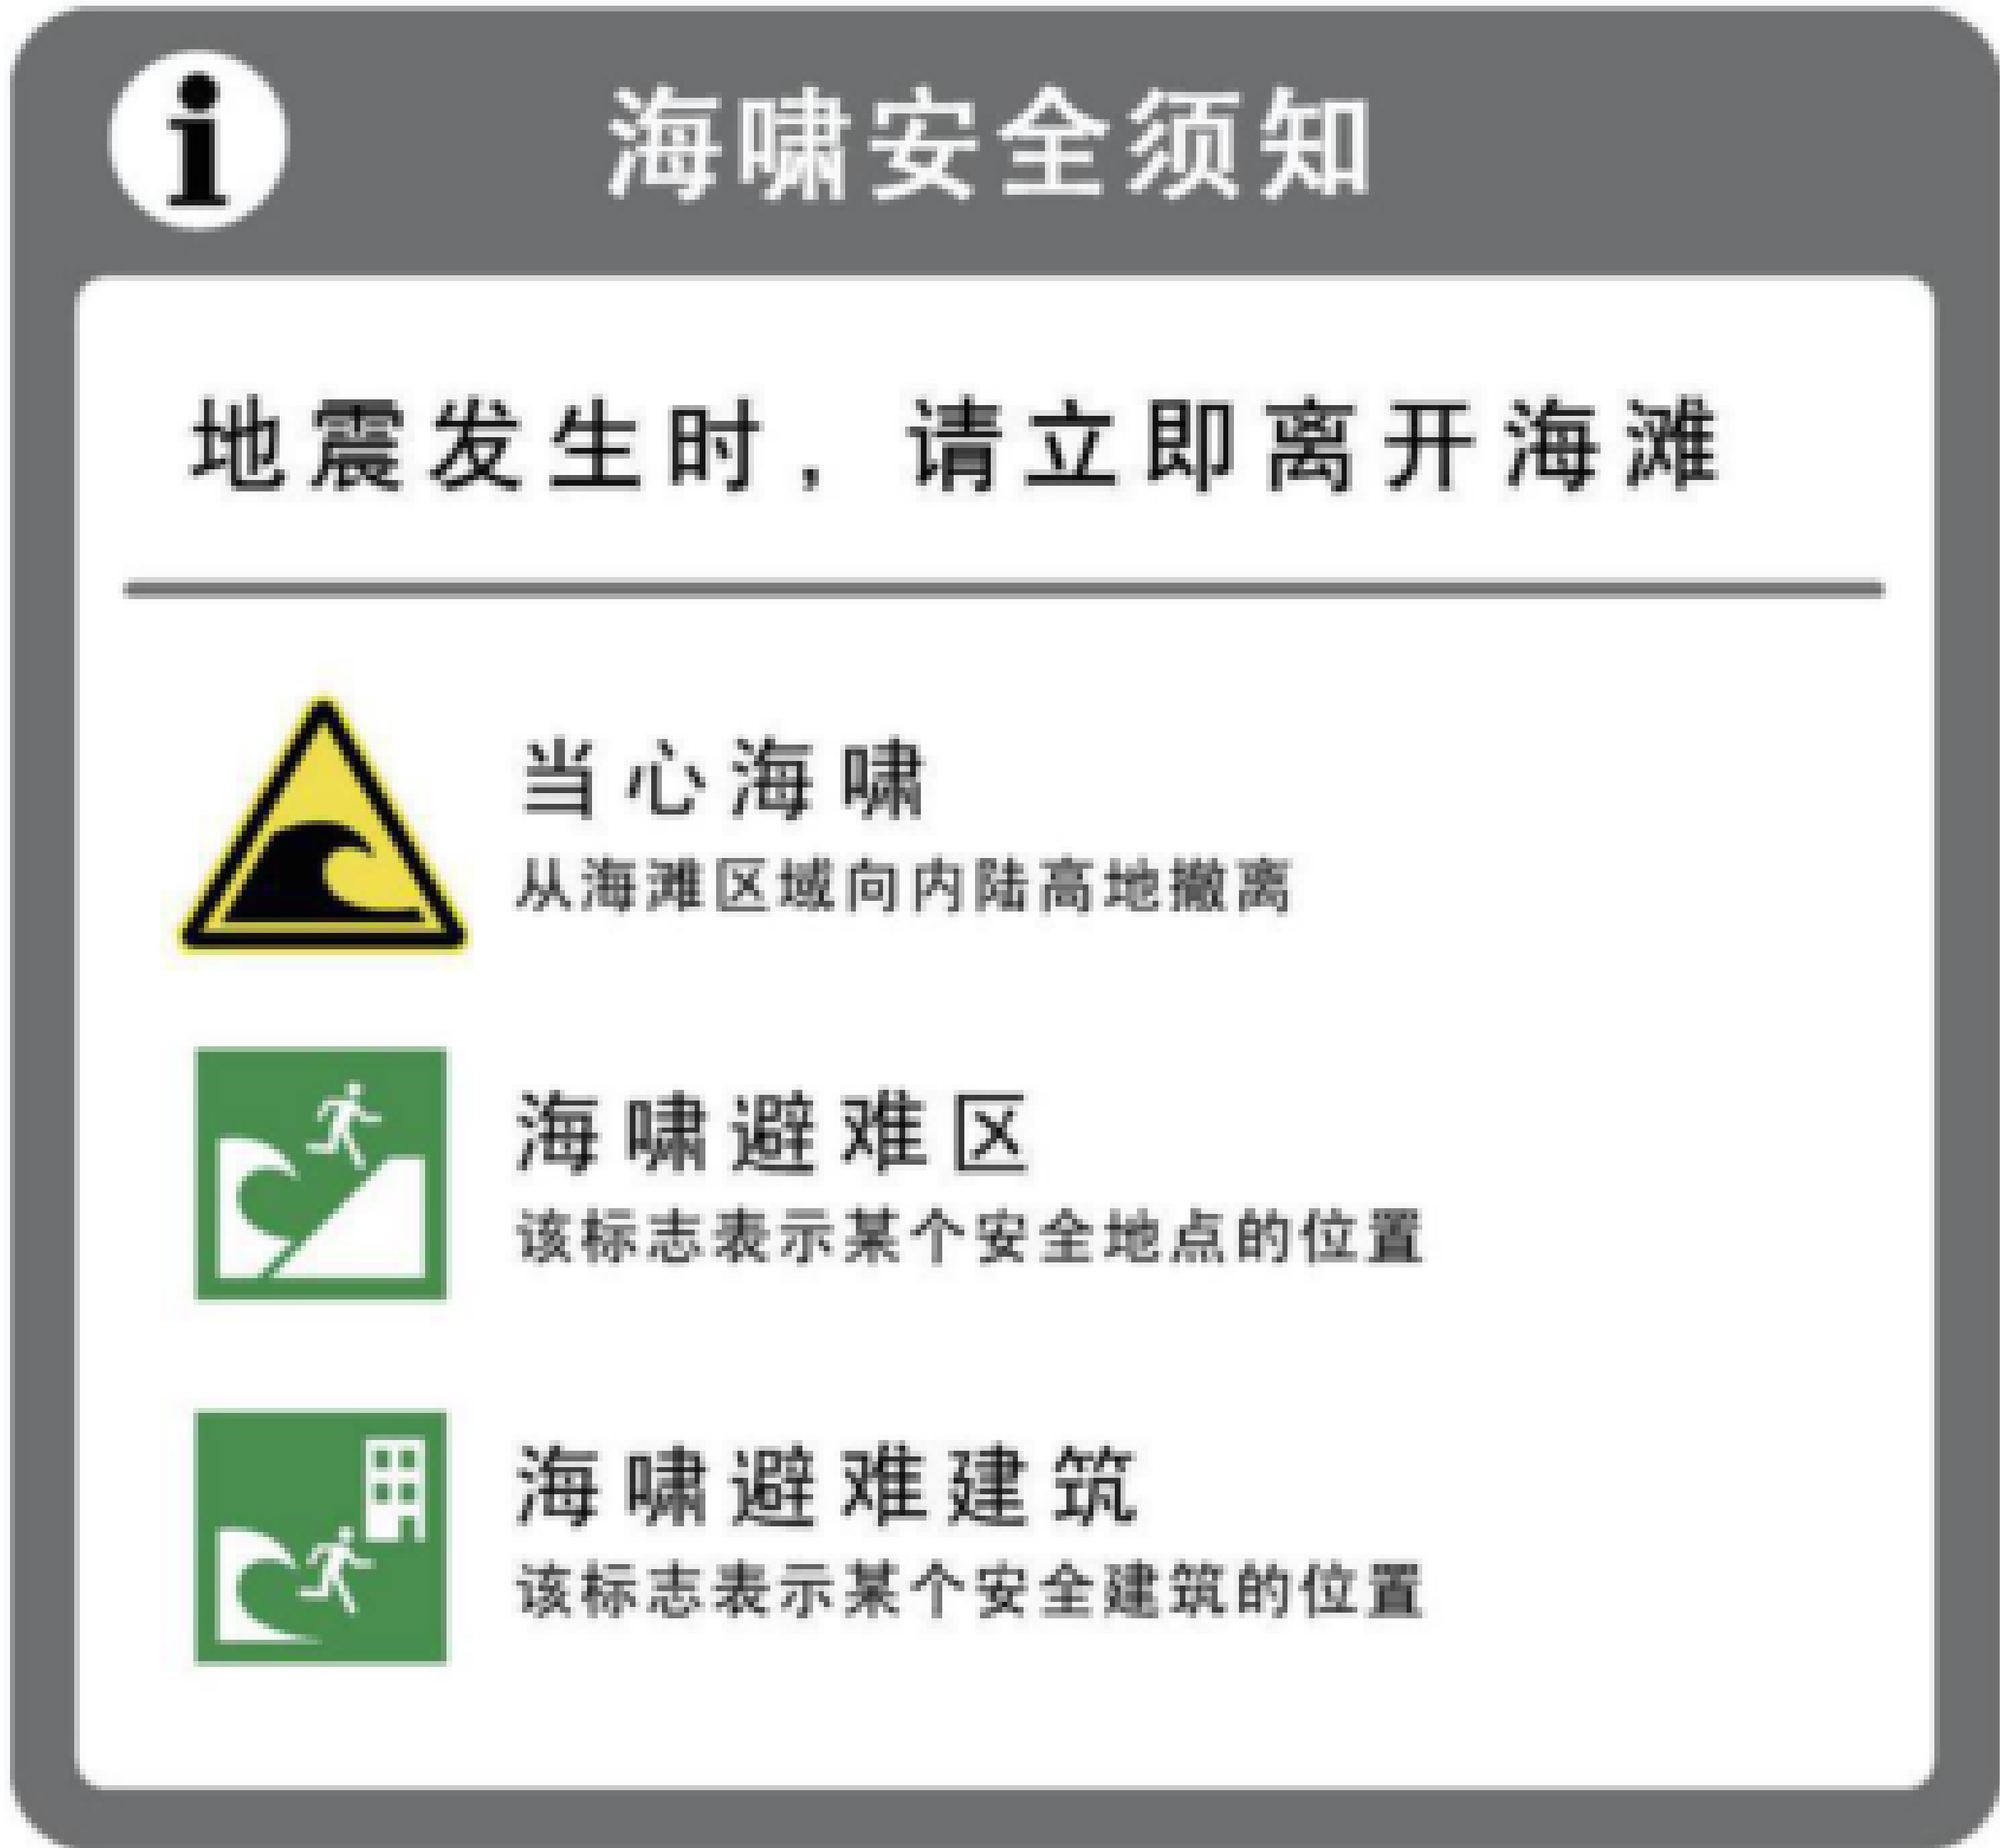 i
海啸安全须知
地震发生时，请立即离开海滩
当心海啸
从海滩区域向内陆高地撤离
海啸避难区
该标志表示某个安全地点的位置
海啸避难建筑
该标志表示某个安全建筑的位置